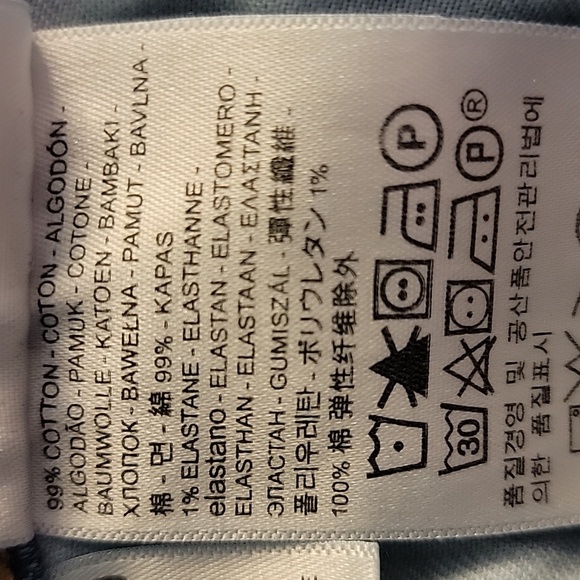 99% COTTON - COTON - ALGODÓN -
ALGODÃO - PAMUK - COTONE -
BAUMWOLLE - KATOEN - BAMBAKI -
ХЛОПОК - BAWEŁNA - PAMUT - BAVLNA -
棉 - 면 - 綿 99% - KAPAS
1% ELASTANE - ELASTHANNE -
elastano - ELASTAN - ELASTOMERO -
ELASTHAN - ELASTAAN - ΕΛΑΣΤΑΝΗ -
ЭЛАСТАН - GUMISZÁL - 彈性纖維 -
폴리우레탄 - ポリウレタン 1%
100% 棉 弹性纤维除外
P
30 P ®
품질경영 및 공산품안전관리법에
의한 품질표시